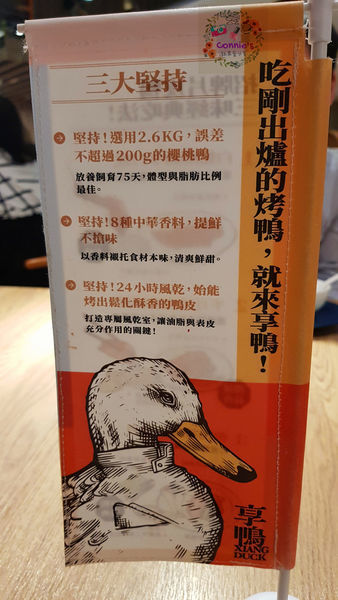 Connie's
三大堅持
堅持！選用2.6KG，誤差
不超過200g的櫻桃鴨
放養飼育75天，體型與脂肪比例
最佳。
堅持！8種中華香料，提鮮
不搶味
以香料襯托食材本味，清爽鮮甜。
堅持！24小時風乾，始能
烤出鬆化酥香的鴨皮
打造專屬風乾室，讓油脂與表皮
充分作用的關鍵！
吃剛出爐的烤鴨，就來享鴨！
享鴨
XIANG
DUCK